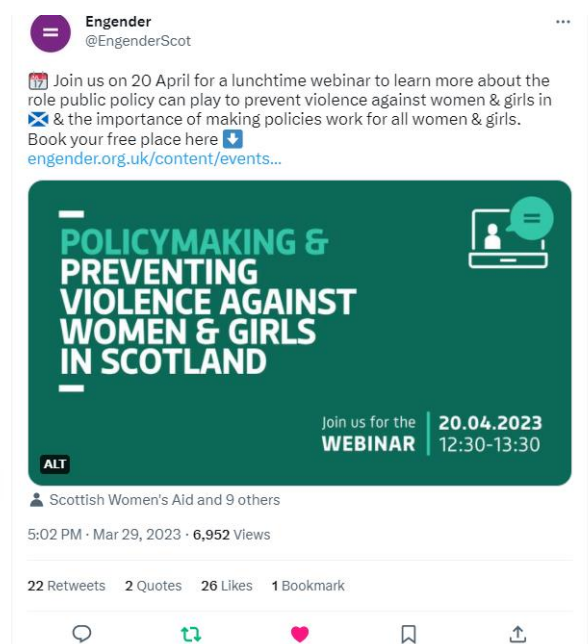 Engender
@EngenderScot
📅 Join us on 20 April for a lunchtime webinar to learn more about the
role public policy can play to prevent violence against women & girls in
🏴󠁧󠁢󠁳󠁣󠁴󠁿 & the importance of making policies work for all women & girls.
Book your free place here ⬇️
engender.org.uk/content/events...
POLICYMAKING &
PREVENTING
VIOLENCE AGAINST
WOMEN & GIRLS
IN SCOTLAND
Join us for the
WEBINAR
20.04.2023
12:30-13:30
ALT
Scottish Women's Aid and 9 others
5:02 PM · Mar 29, 2023 · 6,952 Views
22 Retweets 2 Quotes 26 Likes 1 Bookmark